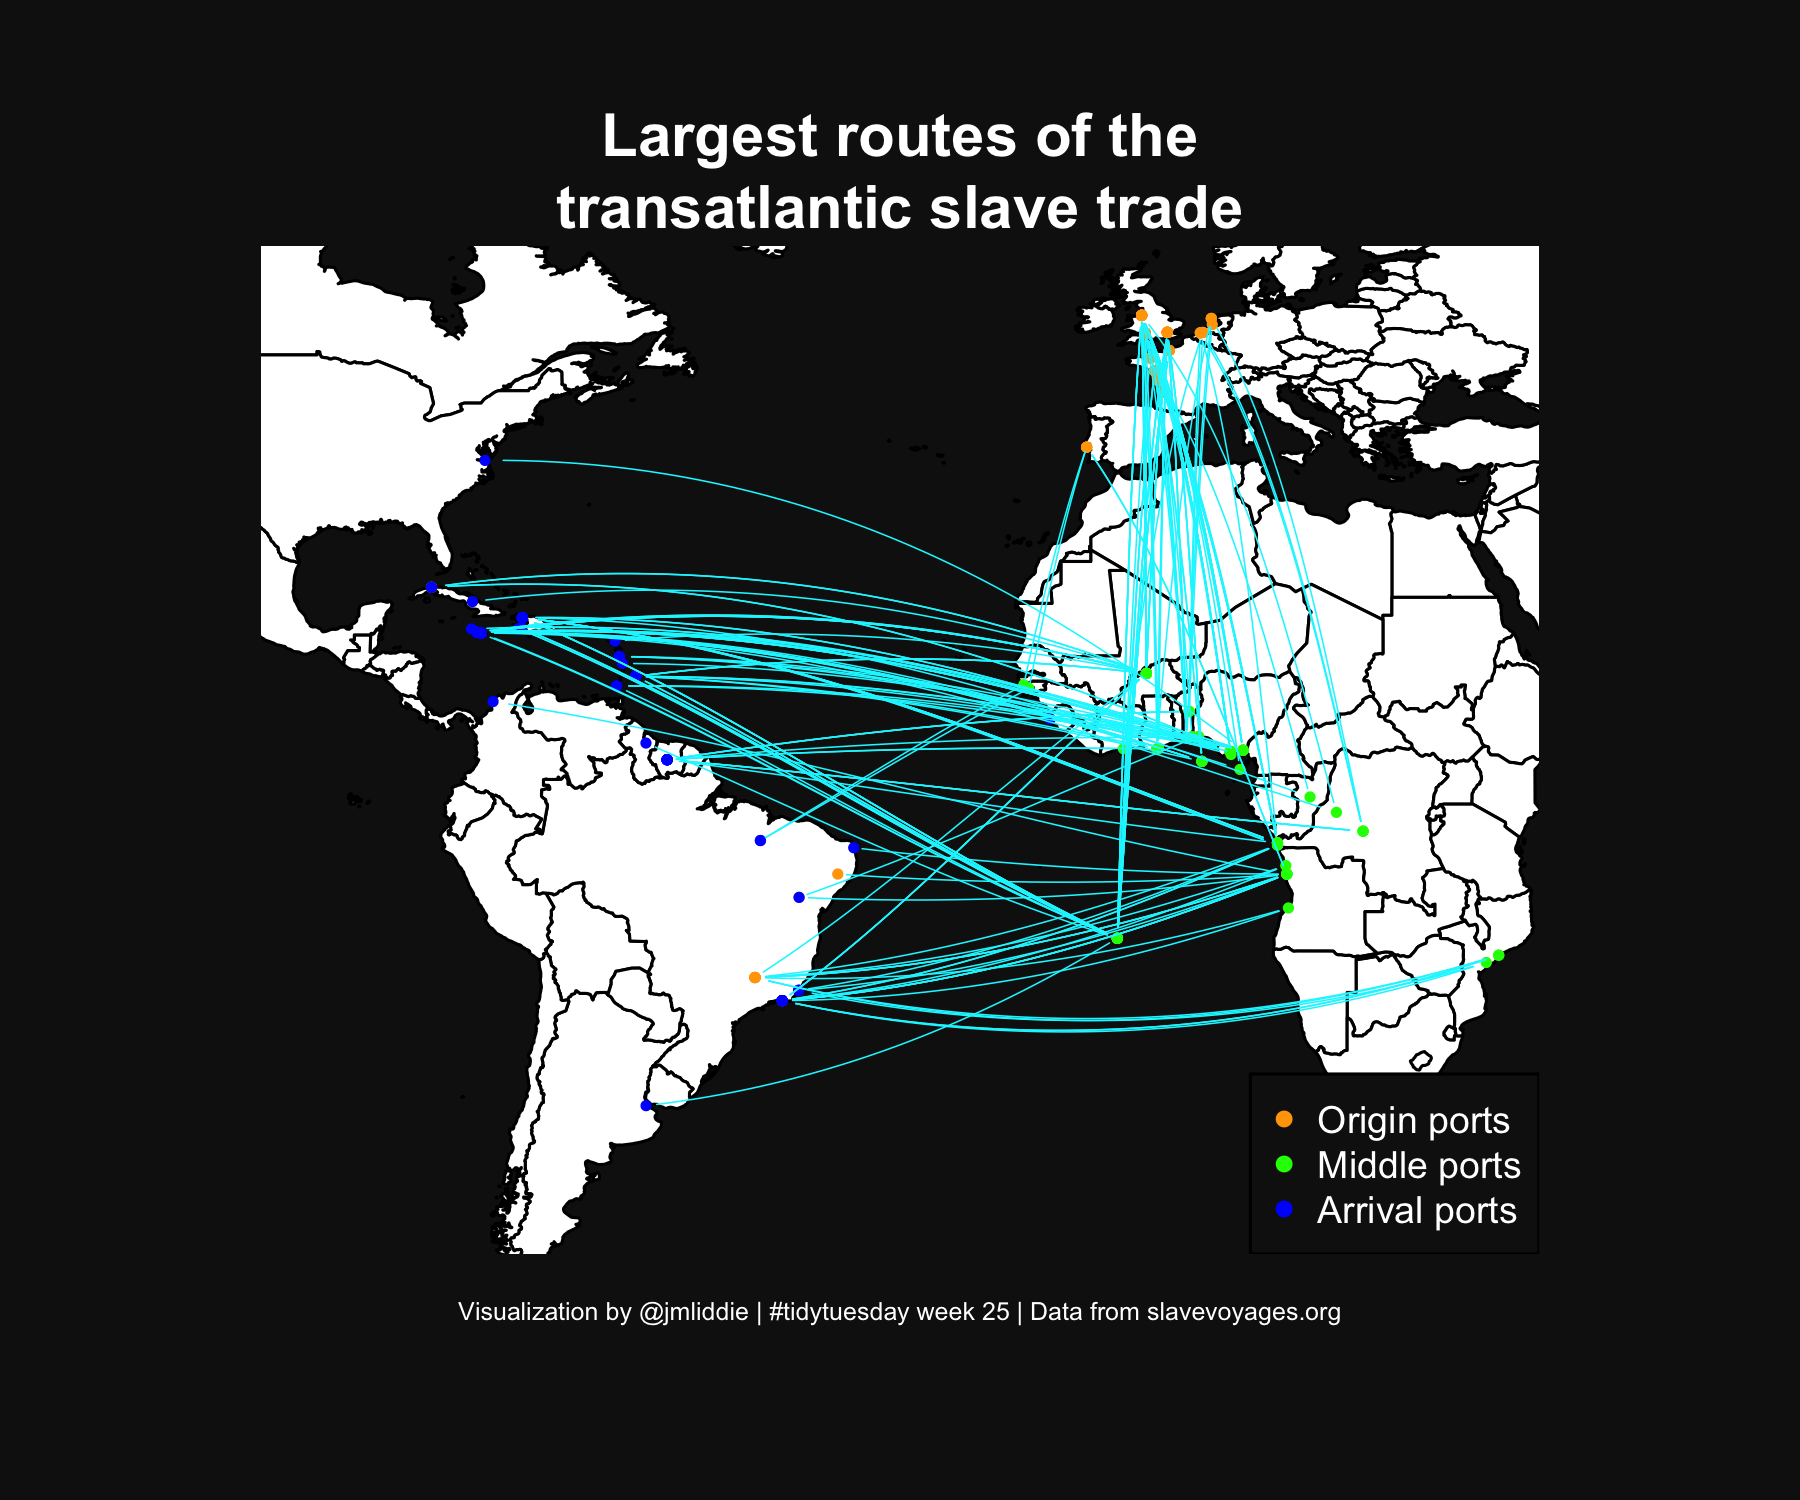 Largest routes of the
transatlantic slave trade
Origin ports
Middle ports
Arrival ports
Visualization by @jmliddie | #tidytuesday week 25 | Data from slavevoyages.org